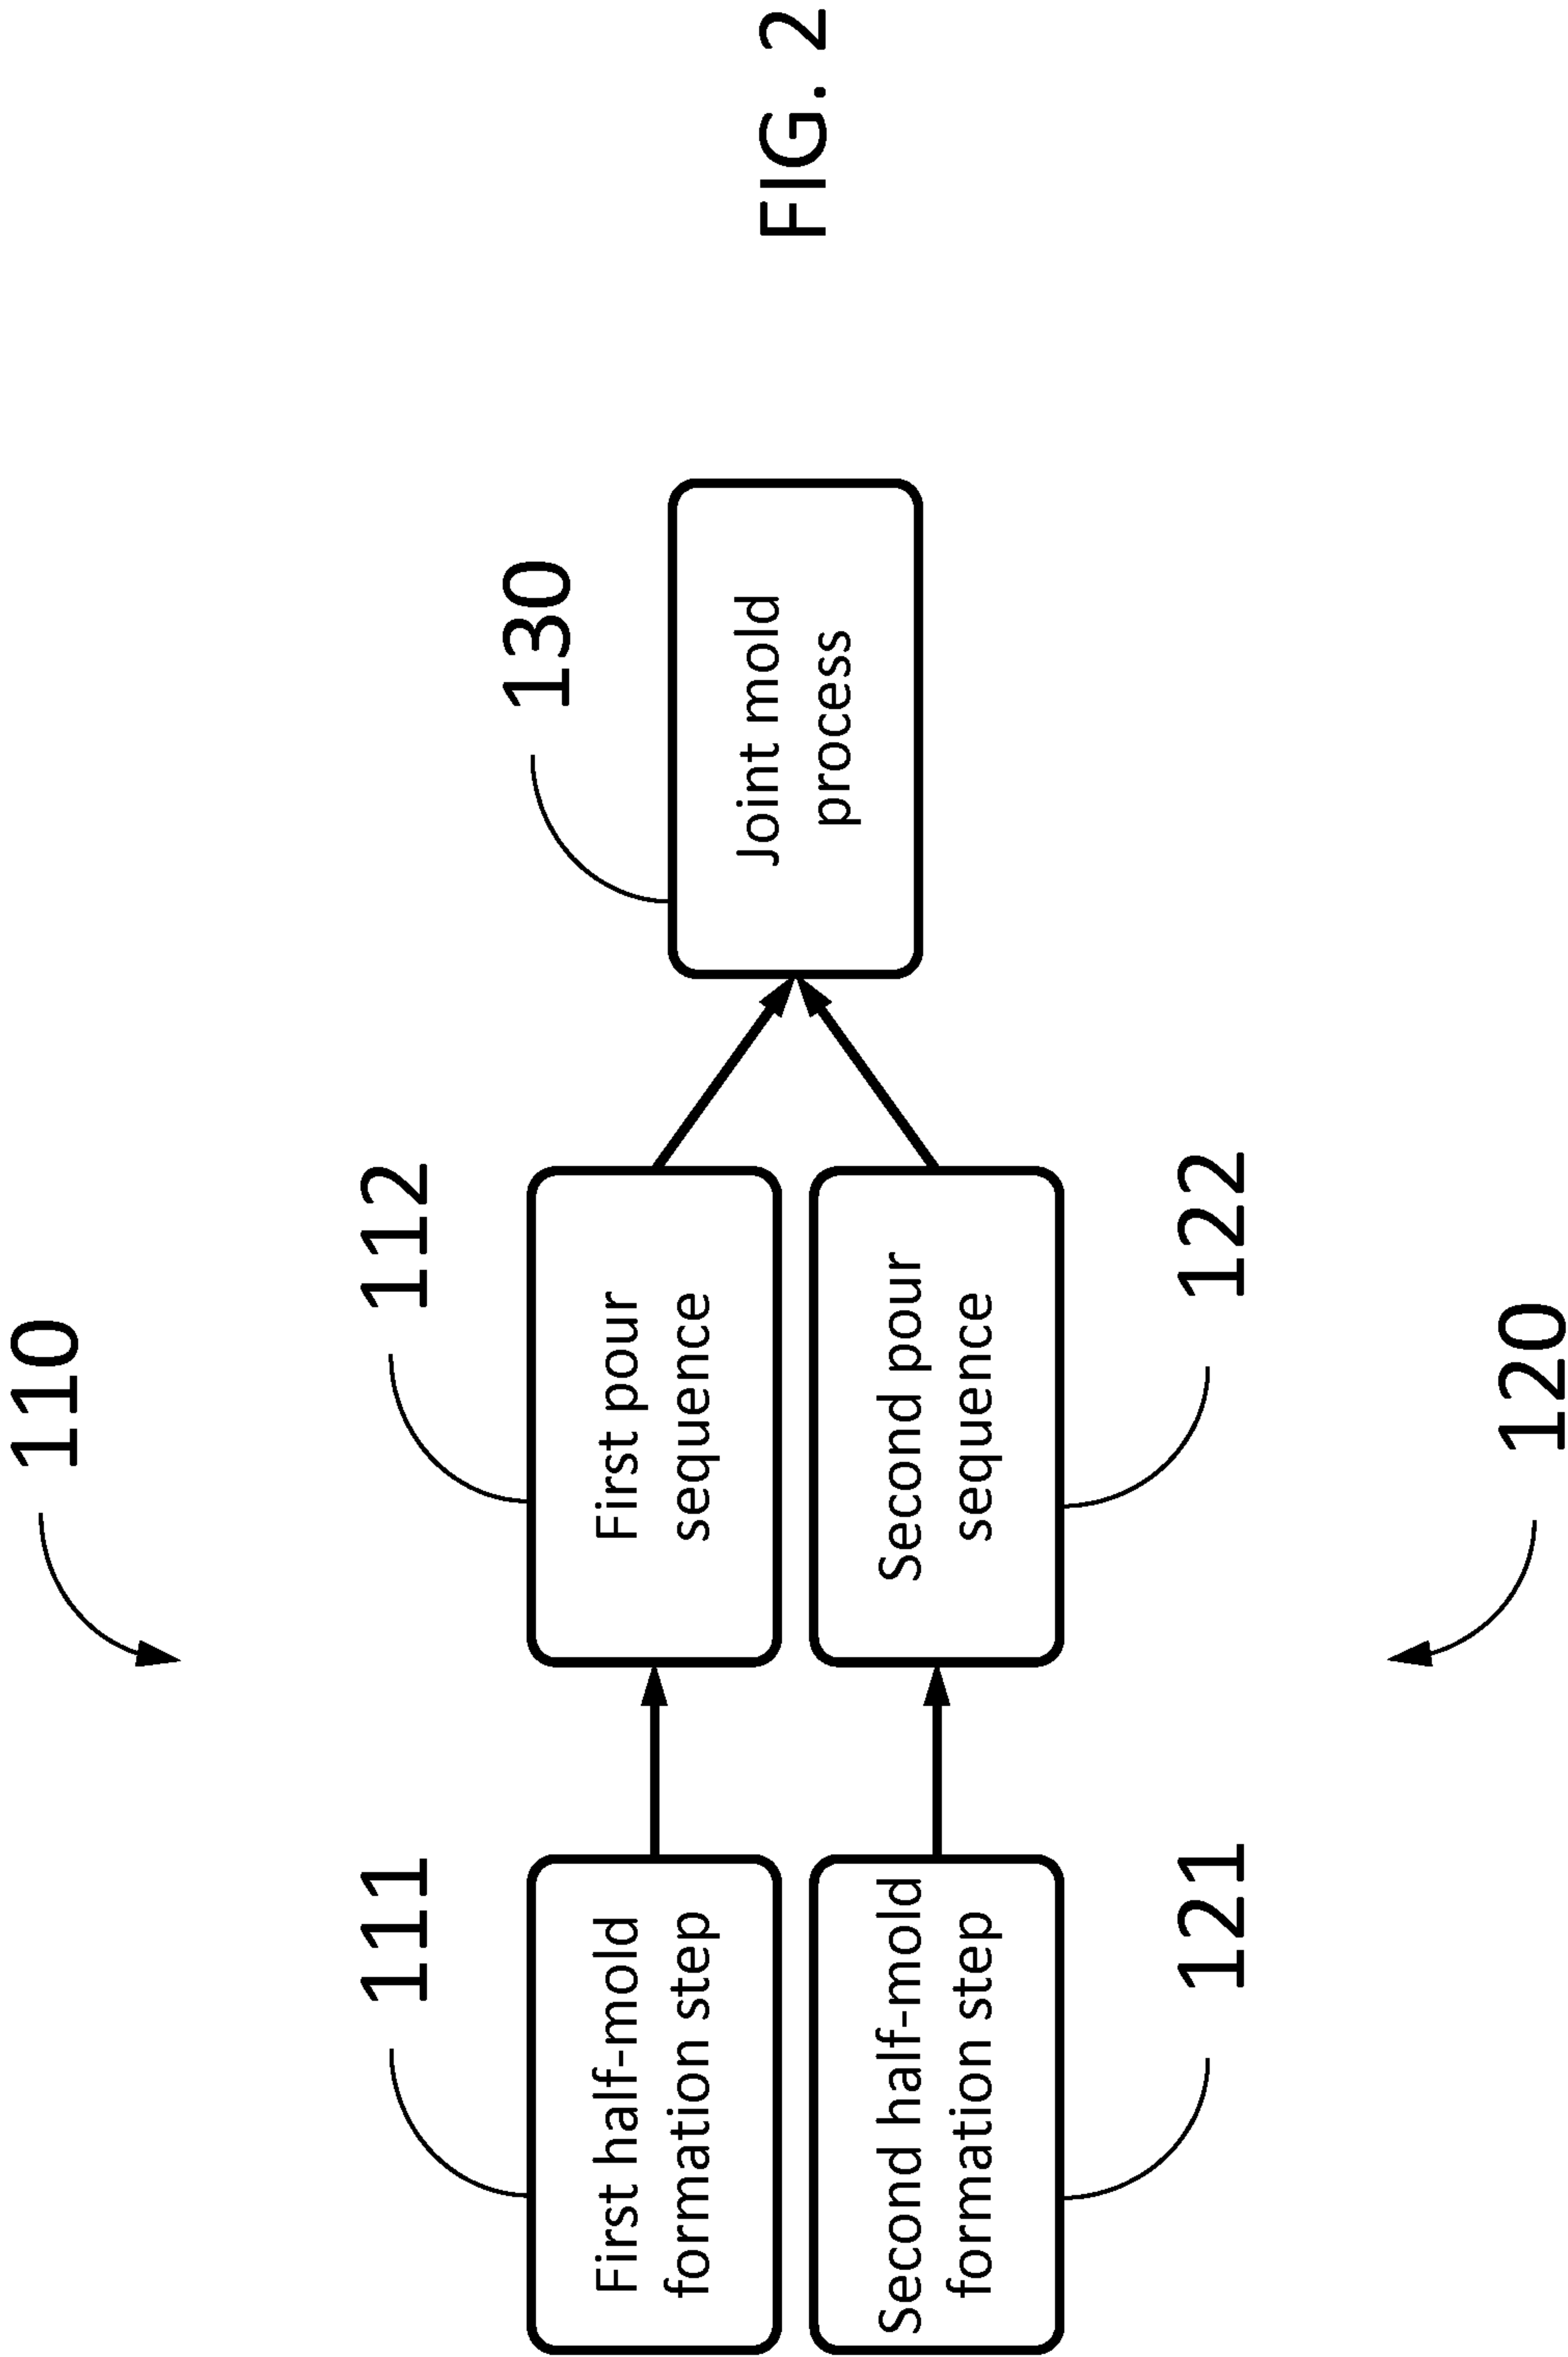 110
111
112
130
First half-mold
formation step
First pour
sequence
Joint mold
process
Second half-mold
formation step
Second pour
sequence
121
122
120
FIG. 2